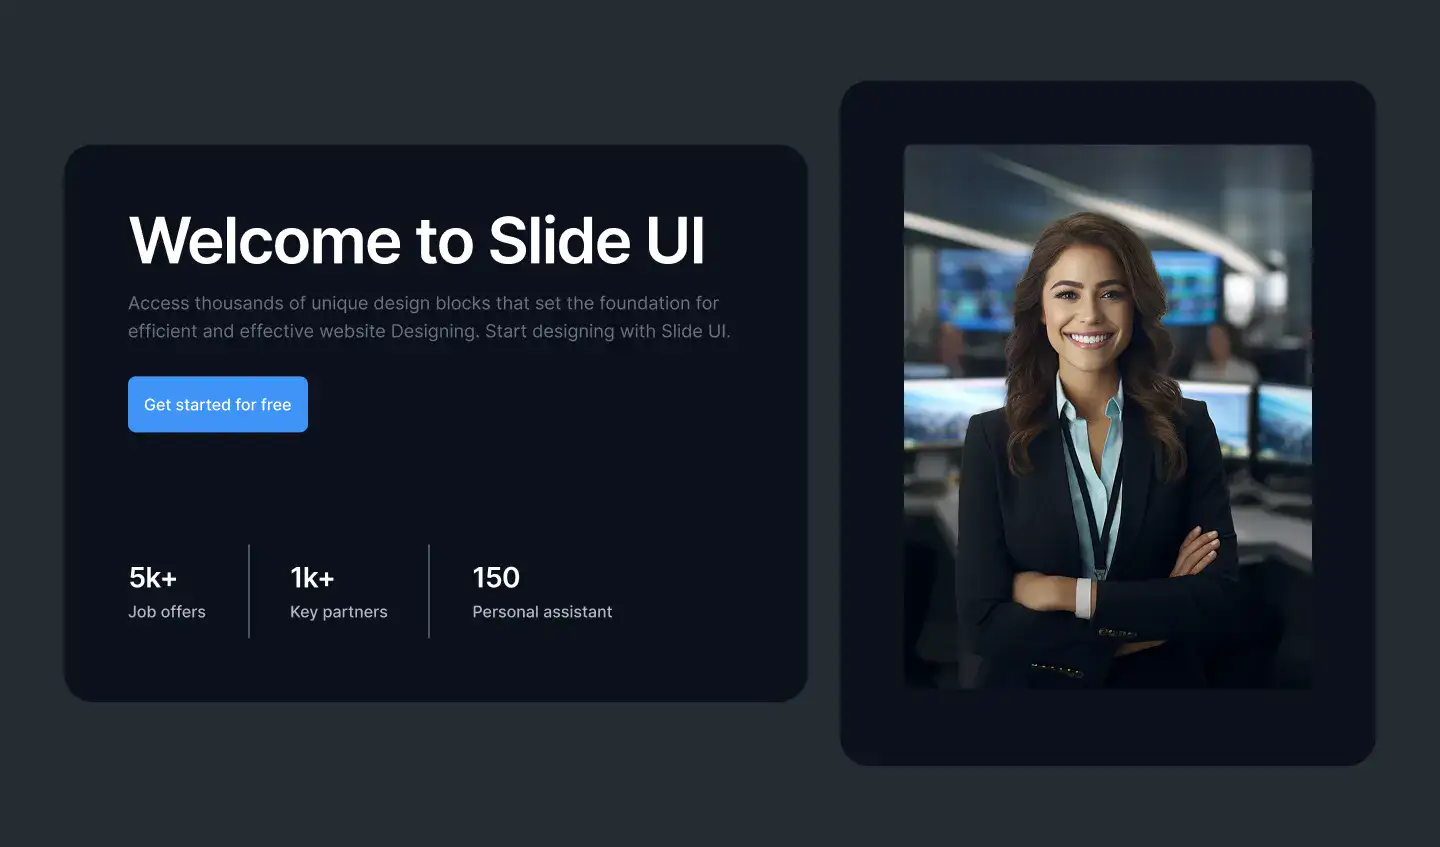 Welcome to Slide UI
Access thousands of unique design blocks that set the foundation for
efficient and effective website Designing. Start designing with Slide UI.
Get started for free
5k+
Job offers
1k+
Key partners
150
Personal assistant